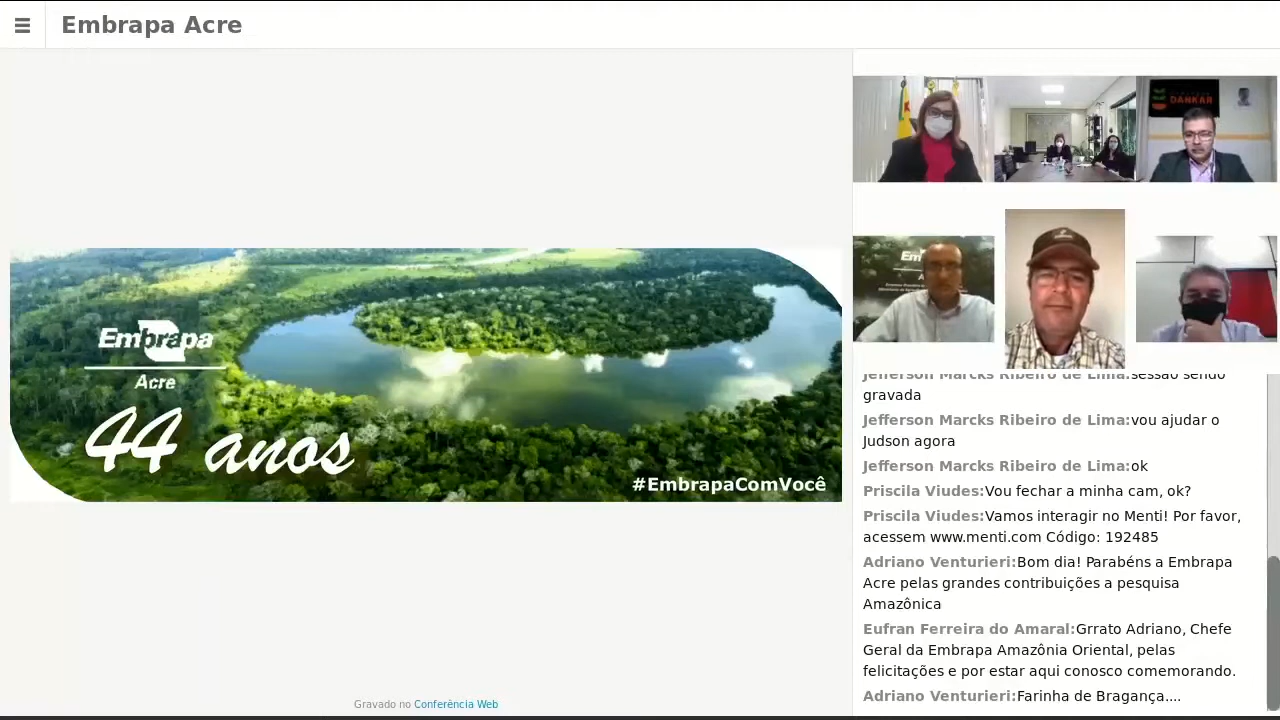 Embrapa Acre
DANKAR
Embrapa
Acre
44 anos
#EmbrapaComVocê
Jefferson Marcks Ribeiro de Lima:sessão sendo
gravada
Jefferson Marcks Ribeiro de Lima:vou ajudar o
Judson agora
Jefferson Marcks Ribeiro de Lima:ok
Priscila Viudes:Vou fechar a minha cam, ok?
Priscila Viudes:Vamos interagir no Menti! Por favor,
acessem www.menti.com Código: 192485
Adriano Venturieri:Bom dia! Parabéns a Embrapa
Acre pelas grandes contribuições a pesquisa
Amazônica
Eufran Ferreira do Amaral:Grrato Adriano, Chefe
Geral da Embrapa Amazônia Oriental, pelas
felicitações e por estar aqui conosco comemorando.
Adriano Venturieri:Farinha de Bragança....
Gravado no Conferência Web